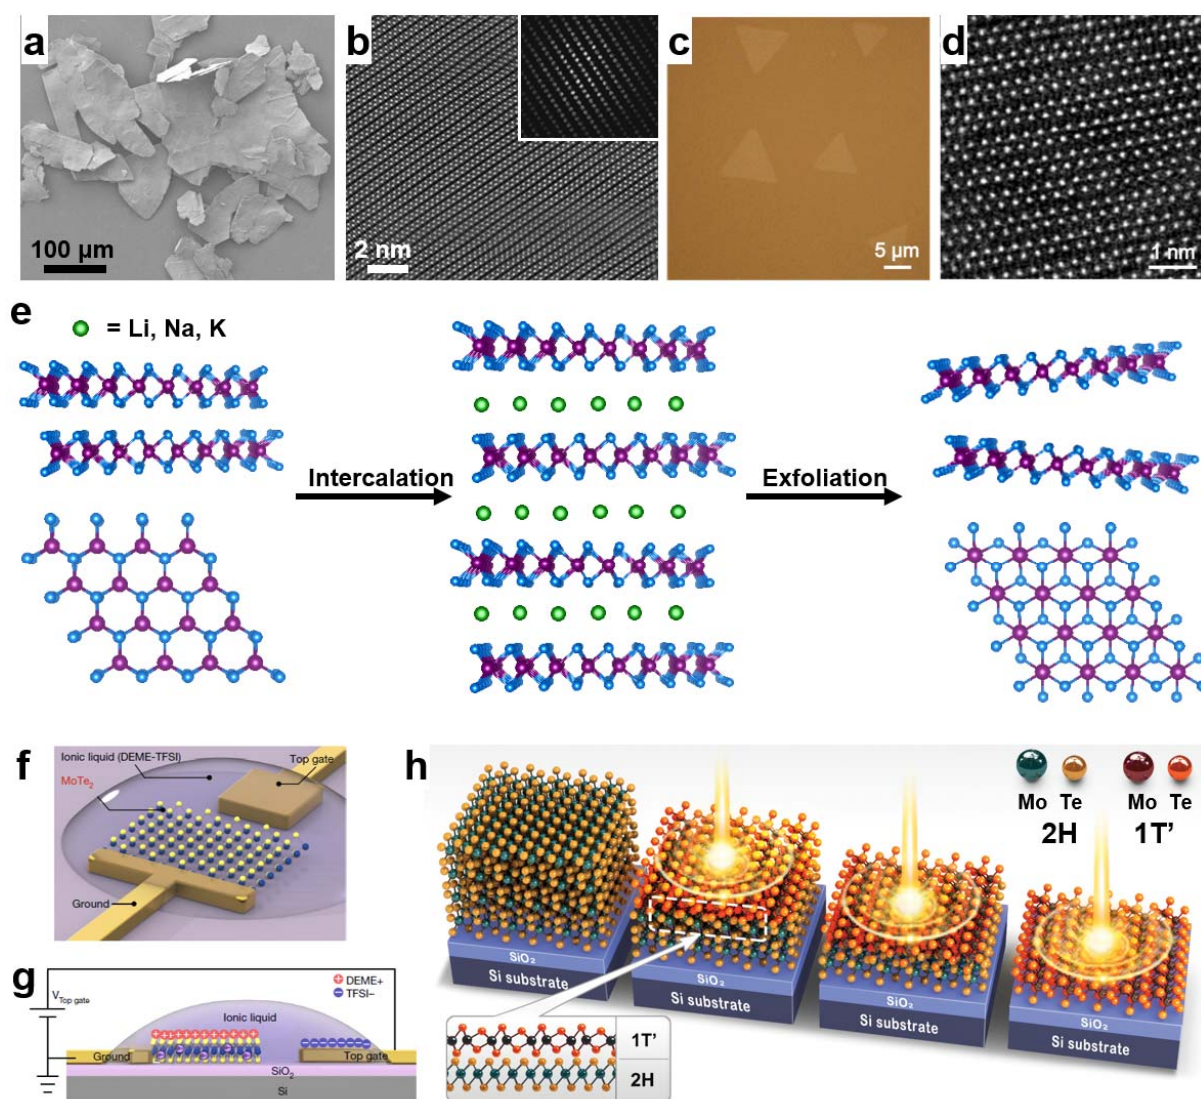 a
100 µm
b
2 nm
c
5 µm
d
1 nm
e
= Li, Na, K
Intercalation
Exfoliation
f
Ionic liquid (DEME-TFSI)
Top gate
MoTe₂
Ground
g
DEME+
TFSI−
V Top gate
Ionic liquid
Ground
Top gate
SiO₂
Si
h
Mo Te Mo Te
2H 1T’
SiO₂
Si substrate
SiO₂
Si substrate
SiO₂
Si substrate
SiO₂
Si substrate
1T’
2H